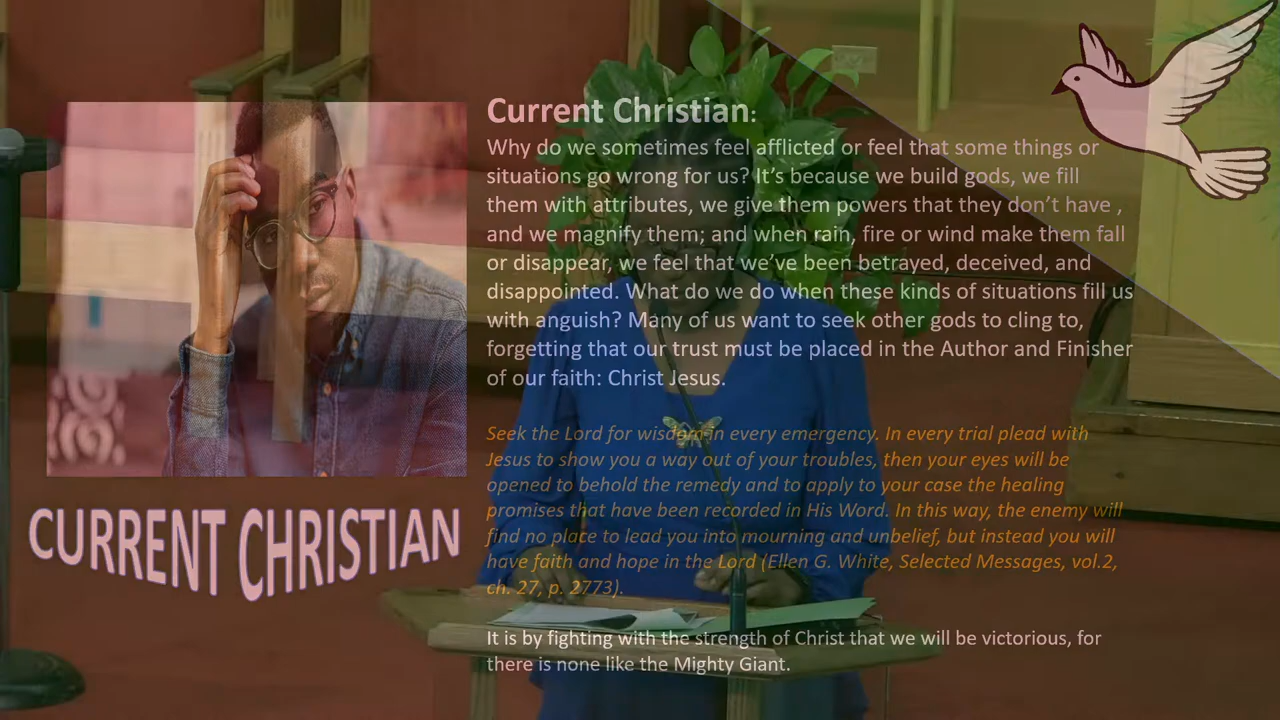 Current Christian:
Why do we sometimes feel afflicted or feel that some things or
situations go wrong for us? It’s because we build gods, we fill
them with attributes, we give them powers that they don’t have ,
and we magnify them; and when rain, fire or wind make them fall
or disappear, we feel that we’ve been betrayed, deceived, and
disappointed. What do we do when these kinds of situations fill us
with anguish? Many of us want to seek other gods to cling to,
forgetting that our trust must be placed in the Author and Finisher
of our faith: Christ Jesus.
Seek the Lord for wisdom in every emergency. In every trial plead with
Jesus to show you a way out of your troubles, then your eyes will be
opened to behold the remedy and to apply to your case the healing
promises that have been recorded in His Word. In this way, the enemy will
find no place to lead you into mourning and unbelief, but instead you will
have faith and hope in the Lord (Ellen G. White, Selected Messages, vol.2,
ch. 27, p. 2773).
It is by fighting with the strength of Christ that we will be victorious, for
there is none like the Mighty Giant.
CURRENT CHRISTIAN